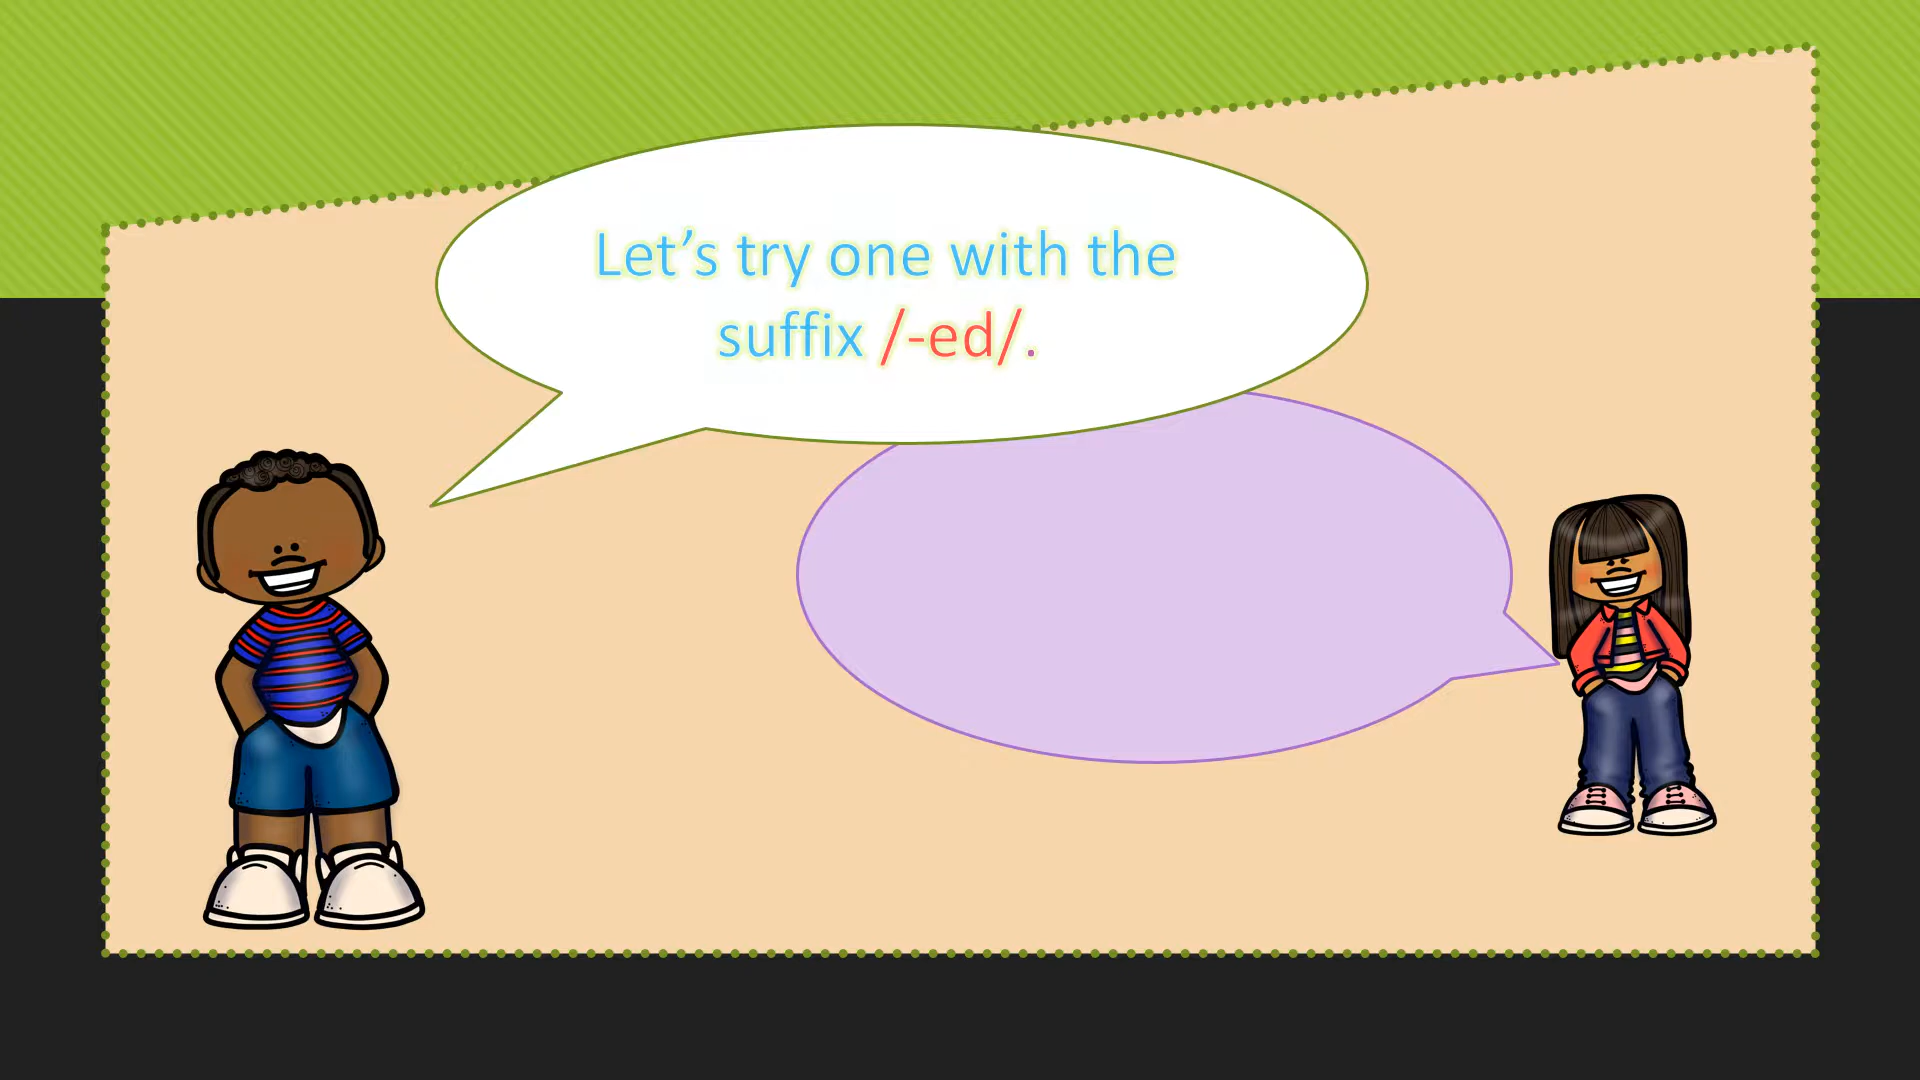 Let’s try one with the
suffix /-ed/.